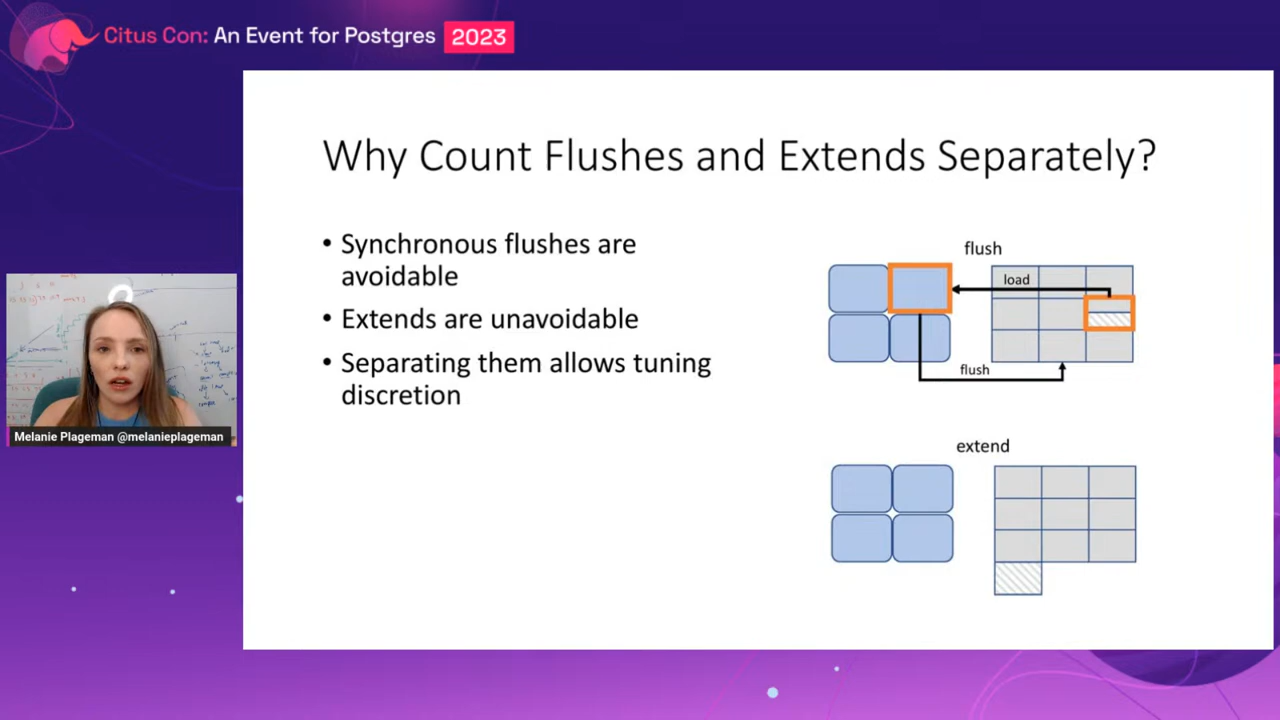 Citus Con: An Event for Postgres 2023
Why Count Flushes and Extends Separately?
• Synchronous flushes are
avoidable
• Extends are unavoidable
• Separating them allows tuning
discretion
flush
load
flush
extend
Melanie Plageman @melanieplageman